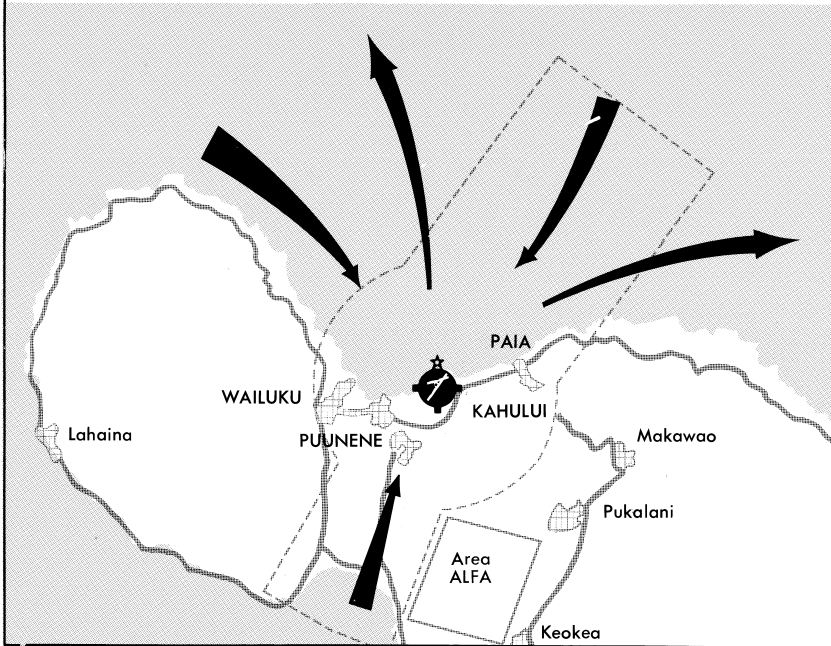 PAIA
WAILUKU
KAHULUI
Lahaina
PUUNENE
Makawao
Pukalani
Area
ALFA
Keokea